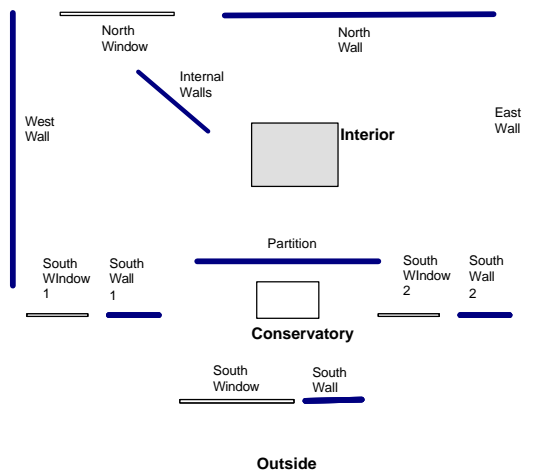 North
Window
North
Wall
Internal
Walls
West
Wall
East
Wall
Interior
Partition
South
WIndow
1
South
Wall
1
South
WIndow
2
South
Wall
2
Conservatory
South
Window
South
Wall
Outside